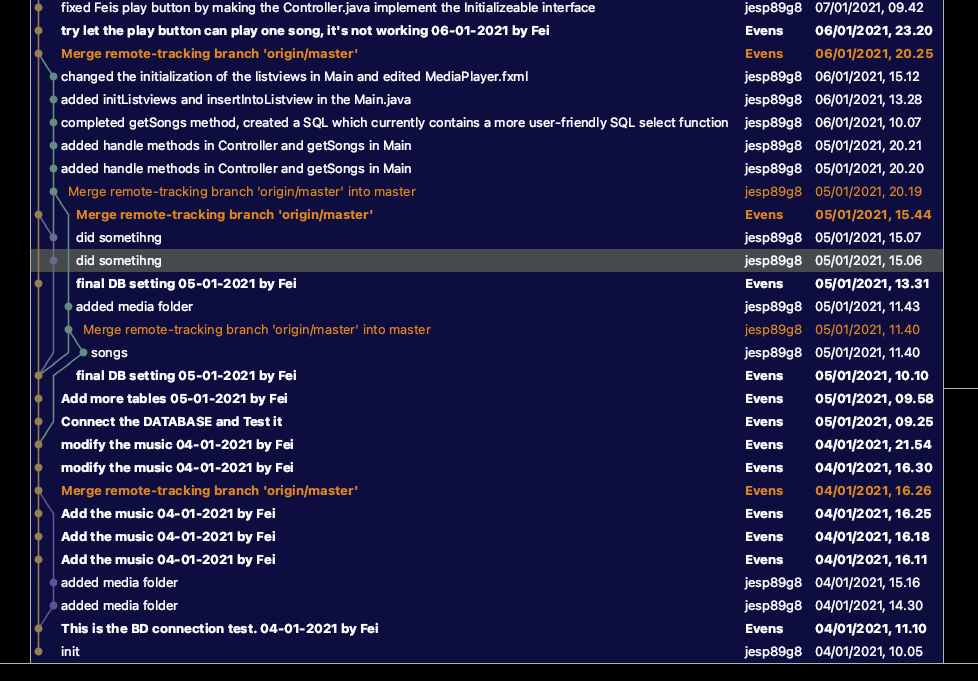 fixed Feis play button by making the Controller.java implement the Initializeable interface jesp89g8 07/01/2021, 09.42
try let the play button can play one song, it's not working 06-01-2021 by Fei Evens 06/01/2021, 23.20
Merge remote-tracking branch 'origin/master' Evens 06/01/2021, 20.25
changed the initialization of the listviews in Main and edited MediaPlayer.fxml jesp89g8 06/01/2021, 15.12
added initListviews and insertIntoListview in the Main.java jesp89g8 06/01/2021, 13.28
completed getSongs method, created a SQL which currently contains a more user-friendly SQL select function jesp89g8 06/01/2021, 10.07
added handle methods in Controller and getSongs in Main jesp89g8 05/01/2021, 20.21
added handle methods in Controller and getSongs in Main jesp89g8 05/01/2021, 20.20
Merge remote-tracking branch 'origin/master' into master jesp89g8 05/01/2021, 20.19
Merge remote-tracking branch 'origin/master' Evens 05/01/2021, 15.44
did sometihng jesp89g8 05/01/2021, 15.07
did sometihng jesp89g8 05/01/2021, 15.06
final DB setting 05-01-2021 by Fei Evens 05/01/2021, 13.31
added media folder jesp89g8 05/01/2021, 11.43
Merge remote-tracking branch 'origin/master' into master jesp89g8 05/01/2021, 11.40
songs jesp89g8 05/01/2021, 11.40
final DB setting 05-01-2021 by Fei Evens 05/01/2021, 10.10
Add more tables 05-01-2021 by Fei Evens 05/01/2021, 09.58
Connect the DATABASE and Test it Evens 05/01/2021, 09.25
modify the music 04-01-2021 by Fei Evens 04/01/2021, 21.54
modify the music 04-01-2021 by Fei Evens 04/01/2021, 16.30
Merge remote-tracking branch 'origin/master' Evens 04/01/2021, 16.26
Add the music 04-01-2021 by Fei Evens 04/01/2021, 16.25
Add the music 04-01-2021 by Fei Evens 04/01/2021, 16.18
Add the music 04-01-2021 by Fei Evens 04/01/2021, 16.11
added media folder jesp89g8 04/01/2021, 15.16
added media folder jesp89g8 04/01/2021, 14.30
This is the BD connection test. 04-01-2021 by Fei Evens 04/01/2021, 11.10
init jesp89g8 04/01/2021, 10.05